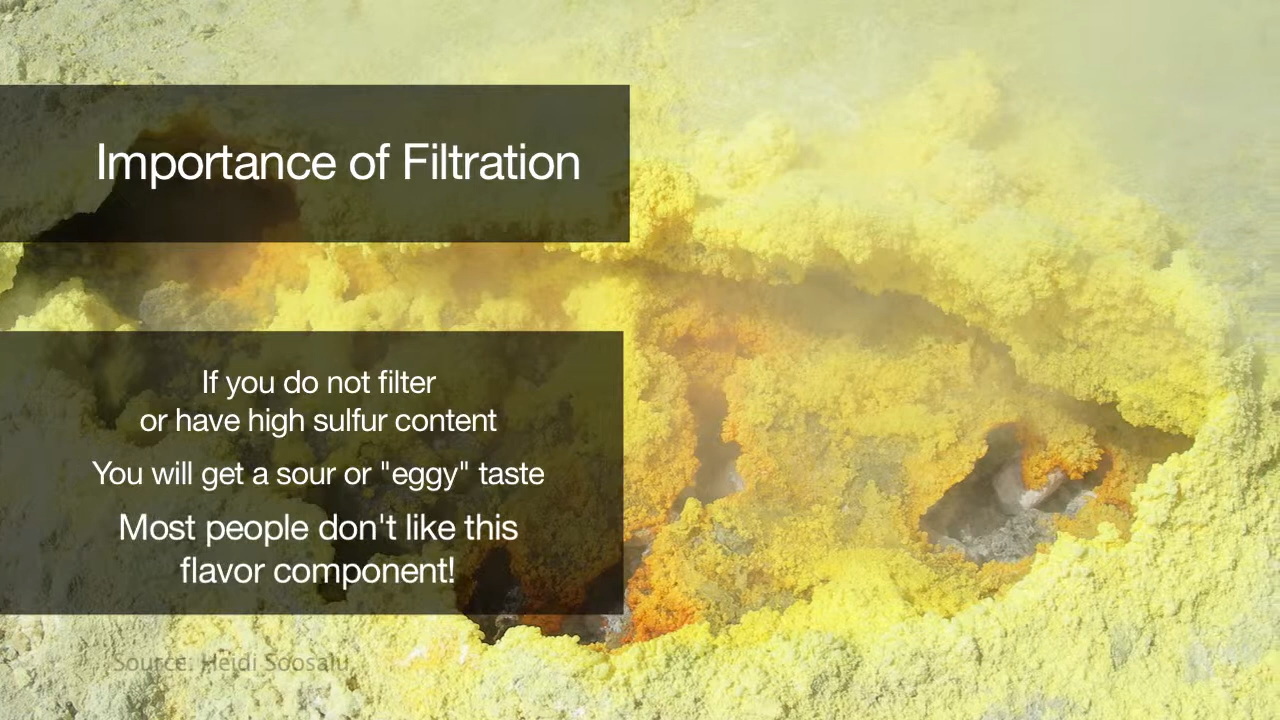 Importance of Filtration
If you do not filter
or have high sulfur content
You will get a sour or "eggy" taste
Most people don't like this
flavor component!
Source: Heidi Soosalu